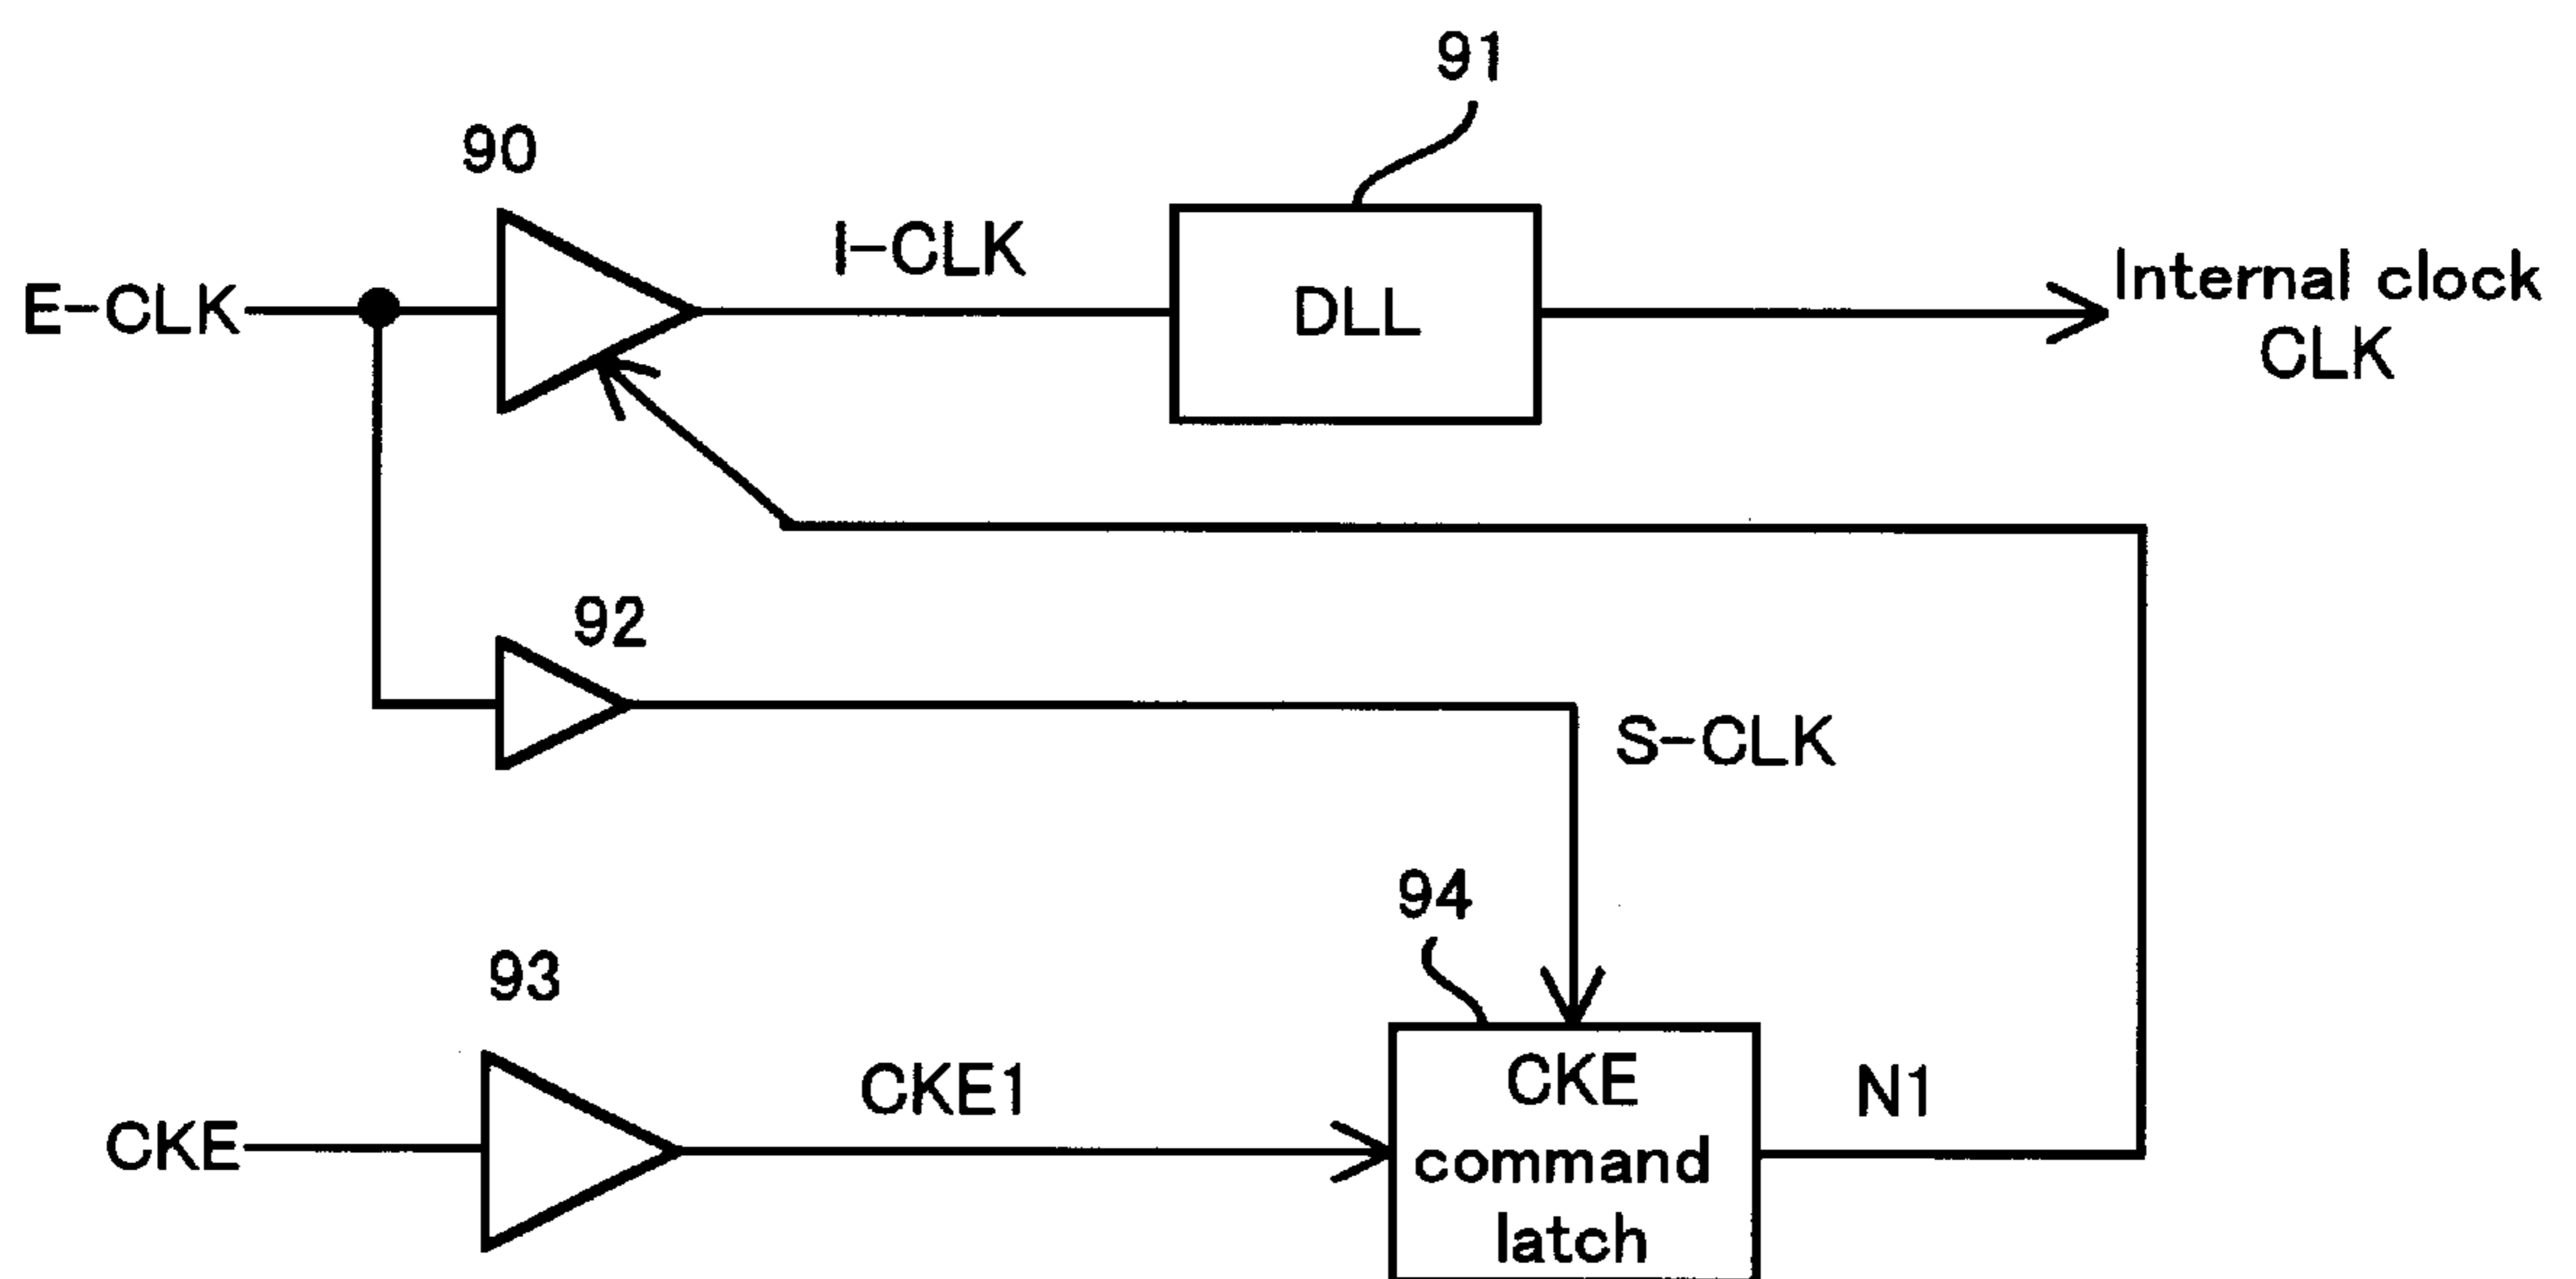 91
90
I-CLK
E-CLK
DLL
Internal clock
CLK
92
S-CLK
94
93
CKE1
CKE
CKE
command
latch
N1